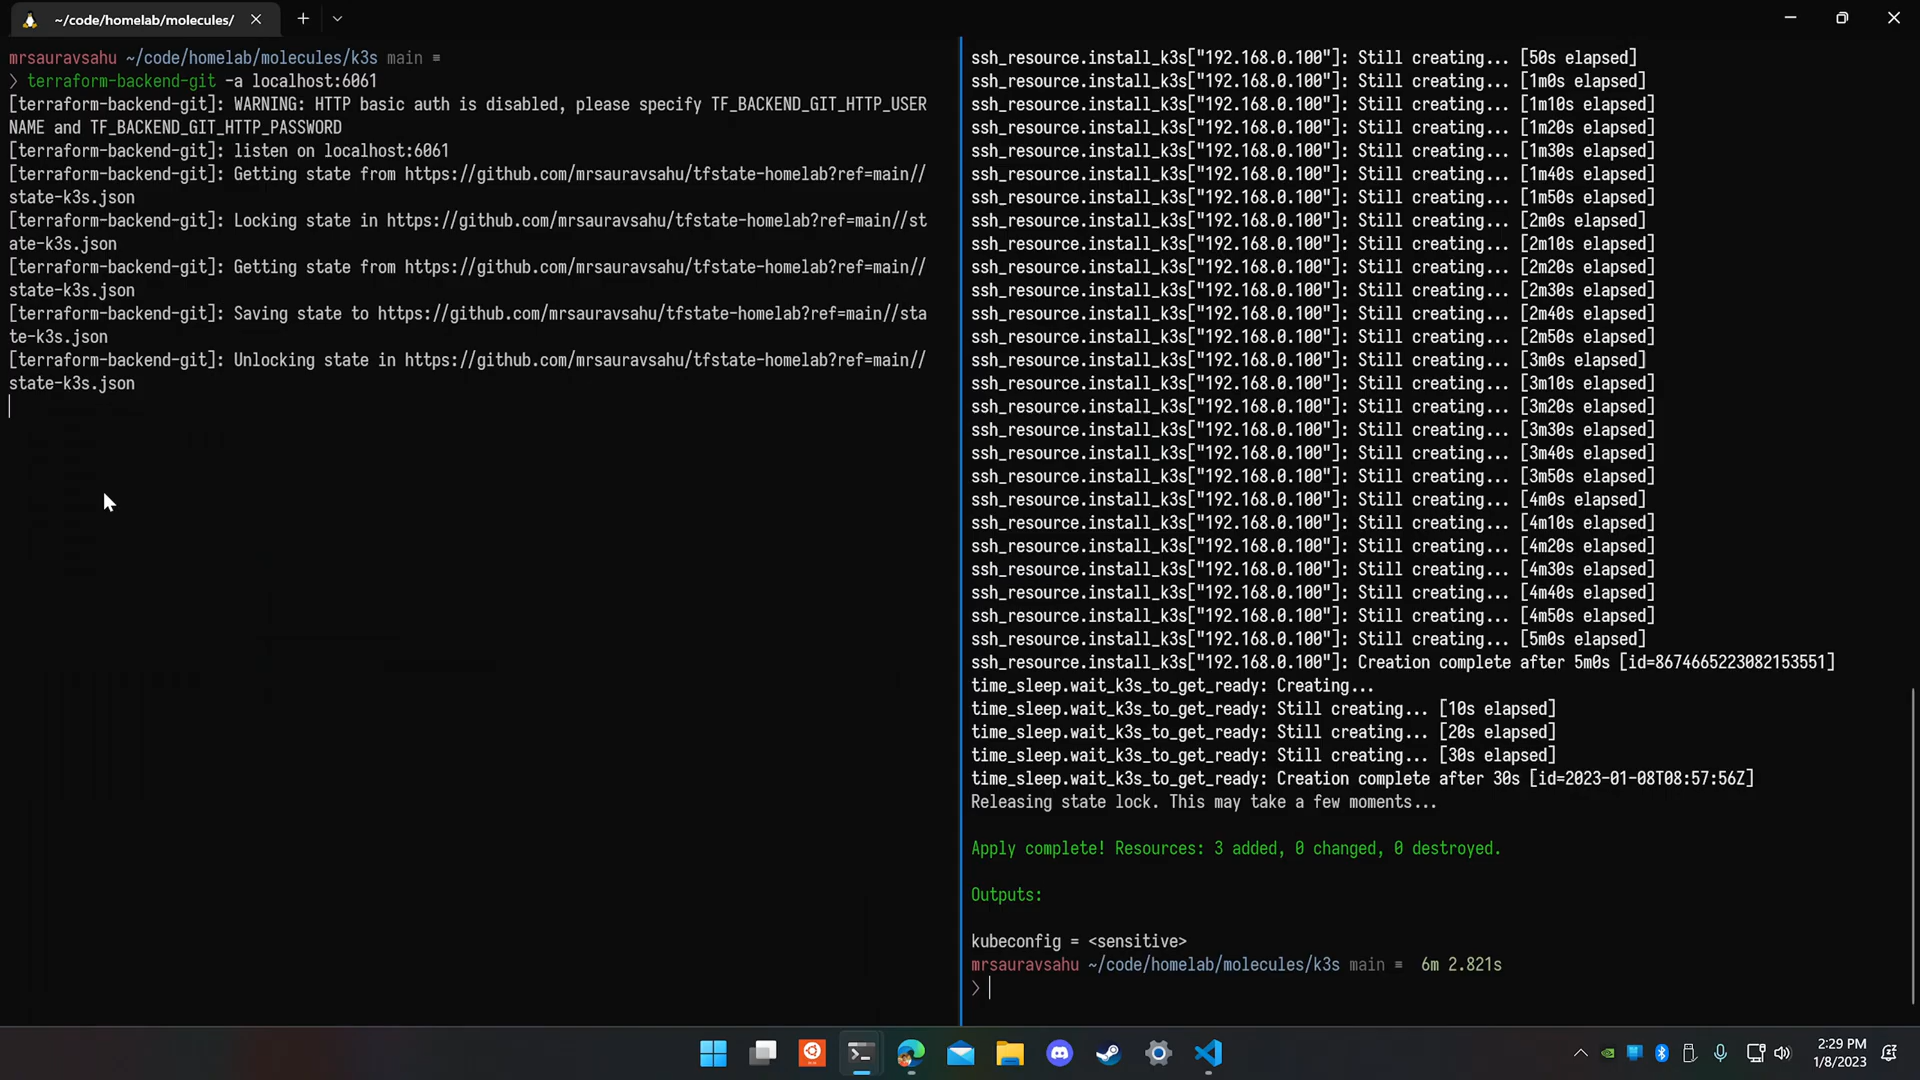 ~/code/homelab/molecules/
mrsauravsahu ~/code/homelab/molecules/k3s main ≡
❯ terraform-backend-git -a localhost:6061
[terraform-backend-git]: WARNING: HTTP basic auth is disabled, please specify TF_BACKEND_GIT_HTTP_USER
NAME and TF_BACKEND_GIT_HTTP_PASSWORD
[terraform-backend-git]: listen on localhost:6061
[terraform-backend-git]: Getting state from https://github.com/mrsauravsahu/tfstate-homelab?ref=main//
state-k3s.json
[terraform-backend-git]: Locking state in https://github.com/mrsauravsahu/tfstate-homelab?ref=main//st
ate-k3s.json
[terraform-backend-git]: Getting state from https://github.com/mrsauravsahu/tfstate-homelab?ref=main//
state-k3s.json
[terraform-backend-git]: Saving state to https://github.com/mrsauravsahu/tfstate-homelab?ref=main//sta
te-k3s.json
[terraform-backend-git]: Unlocking state in https://github.com/mrsauravsahu/tfstate-homelab?ref=main//
state-k3s.json
ssh_resource.install_k3s["192.168.0.100"]: Still creating... [50s elapsed]
ssh_resource.install_k3s["192.168.0.100"]: Still creating... [1m0s elapsed]
ssh_resource.install_k3s["192.168.0.100"]: Still creating... [1m10s elapsed]
ssh_resource.install_k3s["192.168.0.100"]: Still creating... [1m20s elapsed]
ssh_resource.install_k3s["192.168.0.100"]: Still creating... [1m30s elapsed]
ssh_resource.install_k3s["192.168.0.100"]: Still creating... [1m40s elapsed]
ssh_resource.install_k3s["192.168.0.100"]: Still creating... [1m50s elapsed]
ssh_resource.install_k3s["192.168.0.100"]: Still creating... [2m0s elapsed]
ssh_resource.install_k3s["192.168.0.100"]: Still creating... [2m10s elapsed]
ssh_resource.install_k3s["192.168.0.100"]: Still creating... [2m20s elapsed]
ssh_resource.install_k3s["192.168.0.100"]: Still creating... [2m30s elapsed]
ssh_resource.install_k3s["192.168.0.100"]: Still creating... [2m40s elapsed]
ssh_resource.install_k3s["192.168.0.100"]: Still creating... [2m50s elapsed]
ssh_resource.install_k3s["192.168.0.100"]: Still creating... [3m0s elapsed]
ssh_resource.install_k3s["192.168.0.100"]: Still creating... [3m10s elapsed]
ssh_resource.install_k3s["192.168.0.100"]: Still creating... [3m20s elapsed]
ssh_resource.install_k3s["192.168.0.100"]: Still creating... [3m30s elapsed]
ssh_resource.install_k3s["192.168.0.100"]: Still creating... [3m40s elapsed]
ssh_resource.install_k3s["192.168.0.100"]: Still creating... [3m50s elapsed]
ssh_resource.install_k3s["192.168.0.100"]: Still creating... [4m0s elapsed]
ssh_resource.install_k3s["192.168.0.100"]: Still creating... [4m10s elapsed]
ssh_resource.install_k3s["192.168.0.100"]: Still creating... [4m20s elapsed]
ssh_resource.install_k3s["192.168.0.100"]: Still creating... [4m30s elapsed]
ssh_resource.install_k3s["192.168.0.100"]: Still creating... [4m40s elapsed]
ssh_resource.install_k3s["192.168.0.100"]: Still creating... [4m50s elapsed]
ssh_resource.install_k3s["192.168.0.100"]: Still creating... [5m0s elapsed]
ssh_resource.install_k3s["192.168.0.100"]: Creation complete after 5m0s [id=8674665223082153551]
time_sleep.wait_k3s_to_get_ready: Creating...
time_sleep.wait_k3s_to_get_ready: Still creating... [10s elapsed]
time_sleep.wait_k3s_to_get_ready: Still creating... [20s elapsed]
time_sleep.wait_k3s_to_get_ready: Still creating... [30s elapsed]
time_sleep.wait_k3s_to_get_ready: Creation complete after 30s [id=2023-01-08T08:57:56Z]
Releasing state lock. This may take a few moments...
Apply complete! Resources: 3 added, 0 changed, 0 destroyed.
Outputs:
kubeconfig = <sensitive>
mrsauravsahu ~/code/homelab/molecules/k3s main ≡ 6m 2.821s
❯
2:29 PM
1/8/2023